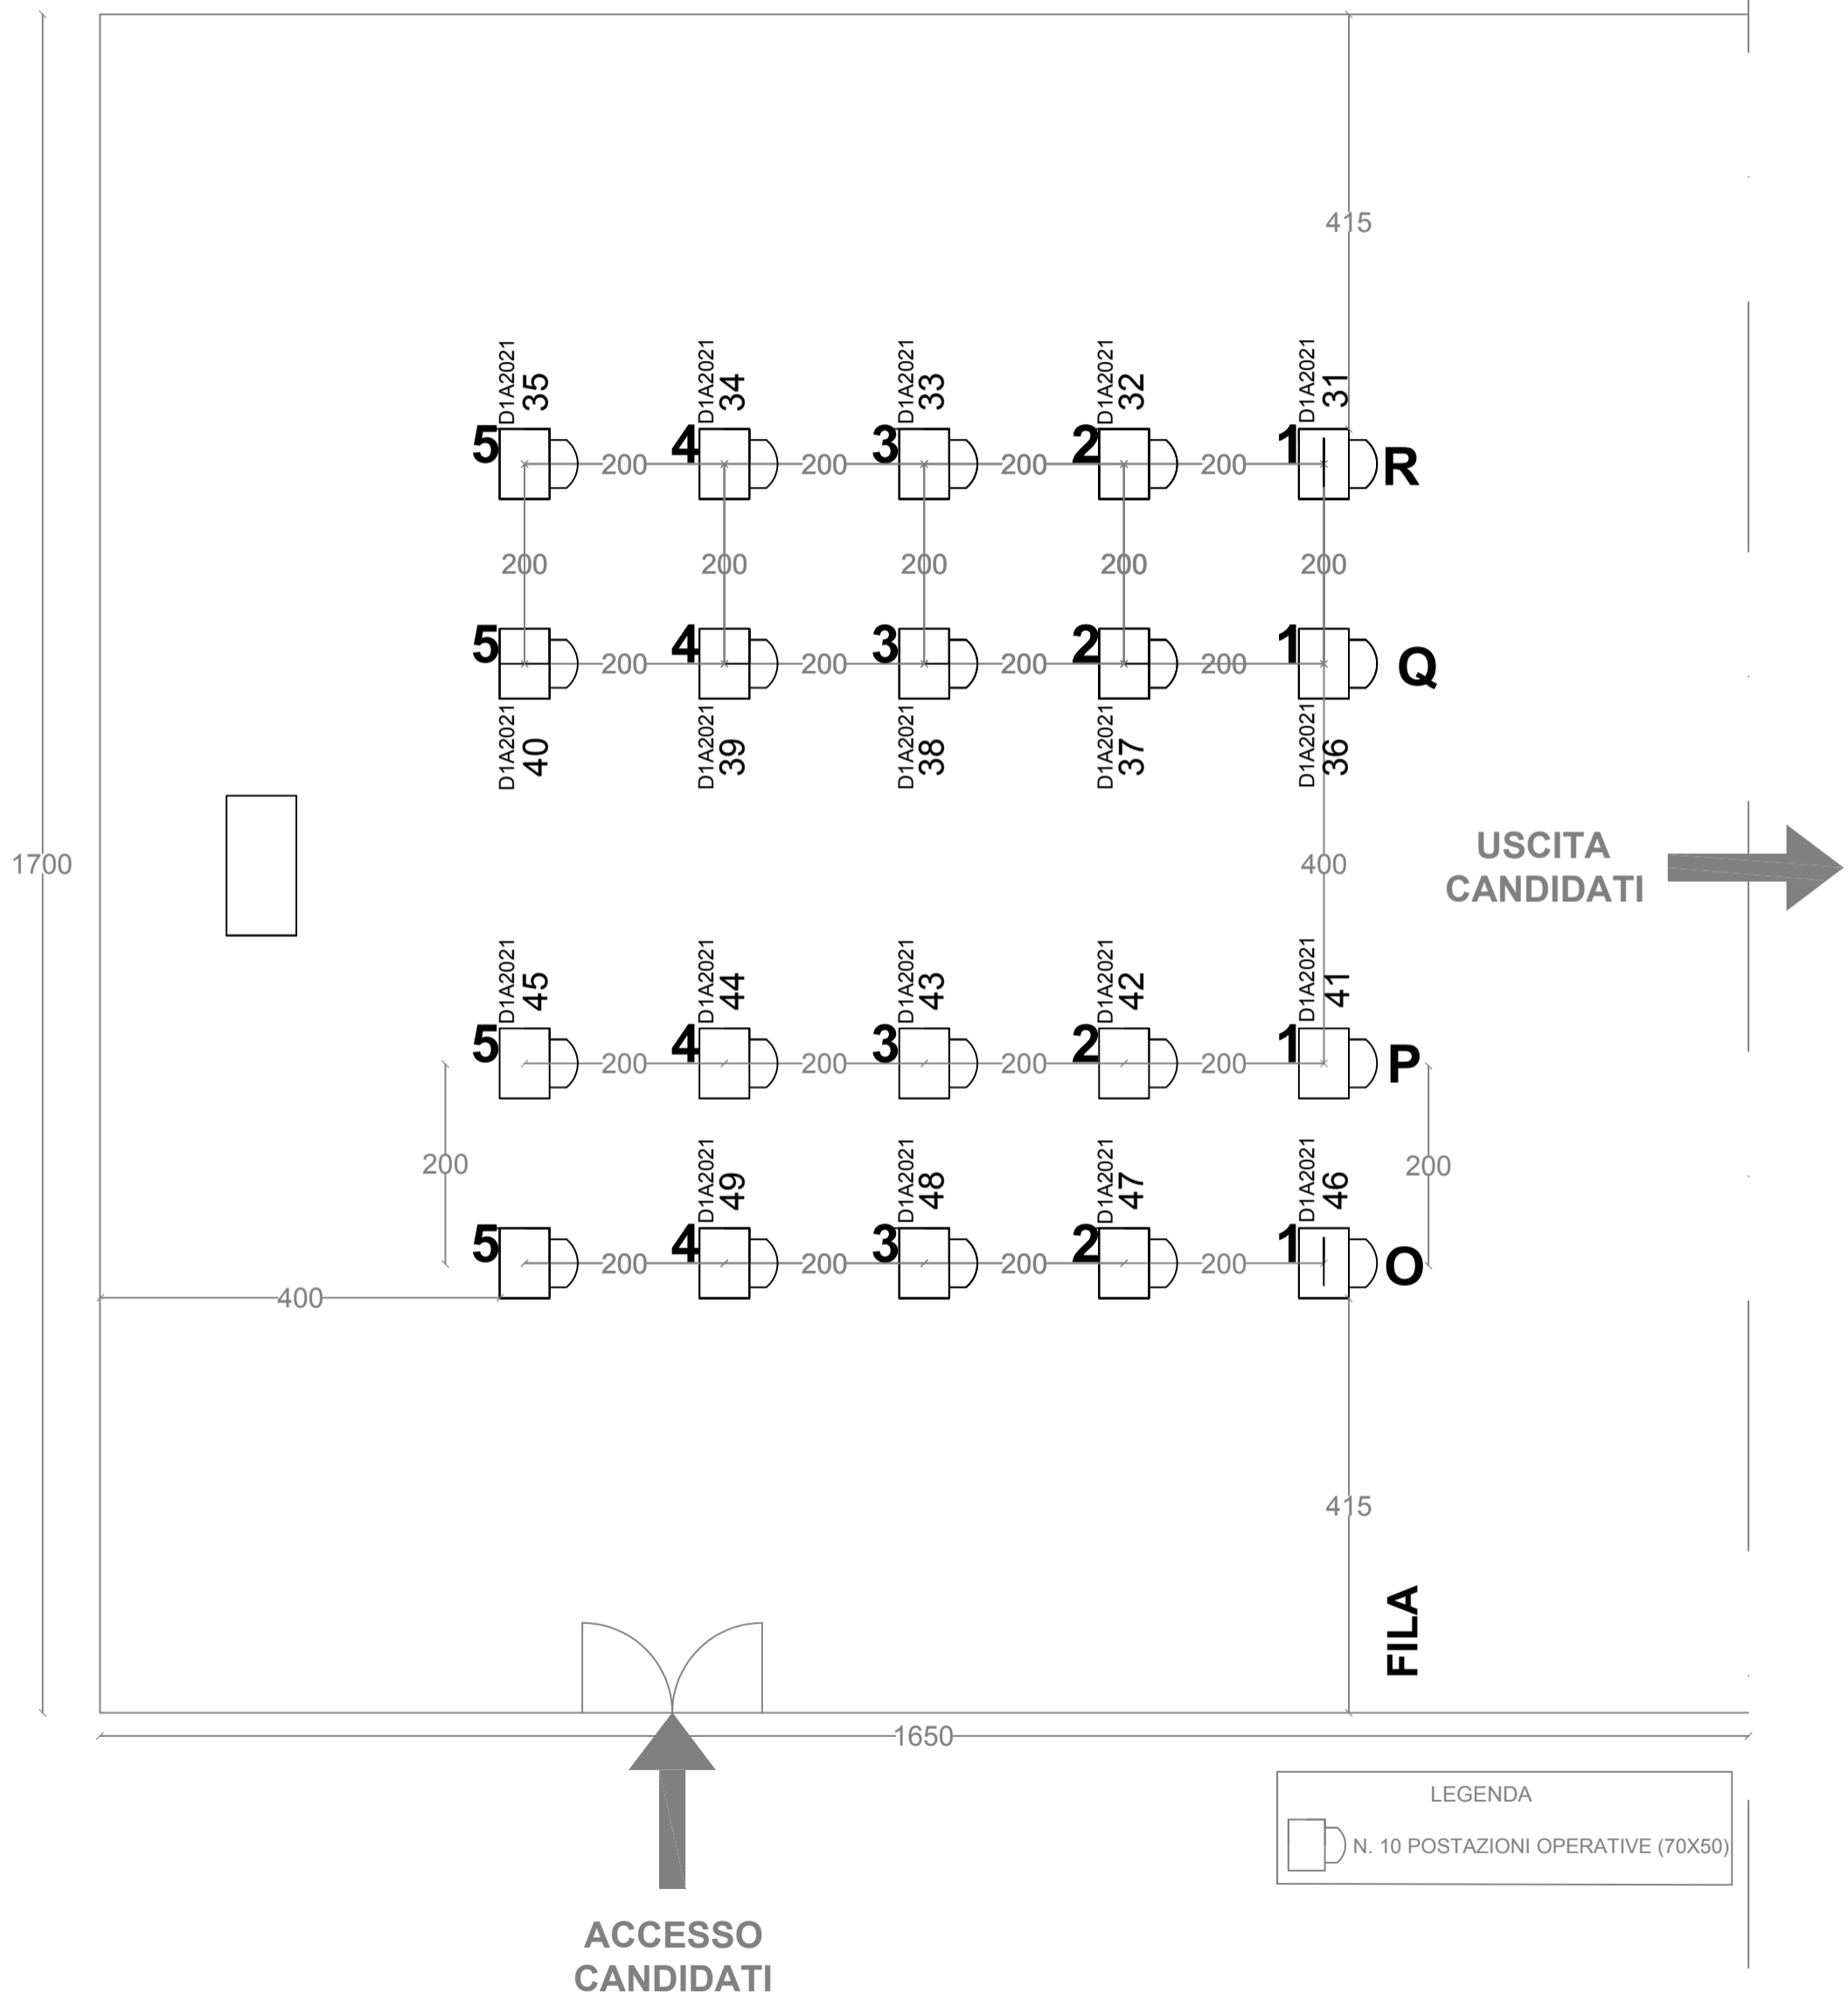 415
D1A2021
35
D1A2021
34
D1A2021
33
D1A2021
32
D1A2021
31
5
200
4
200
3
200
2
200
1
R
200
200
200
200
200
5
200
4
200
3
200
2
200
1
Q
D1A2021
40
D1A2021
39
D1A2021
38
D1A2021
37
D1A2021
36
1700
400
USCITA
CANDIDATI
D1A2021
45
D1A2021
44
D1A2021
43
D1A2021
42
D1A2021
41
5
200
4
200
3
200
2
200
1
P
200
200
D1A2021
49
D1A2021
48
D1A2021
47
D1A2021
46
5
200
4
200
3
200
2
200
1
O
400
415
FILA
1650
LEGENDA
N. 10 POSTAZIONI OPERATIVE (70X50)
ACCESSO
CANDIDATI